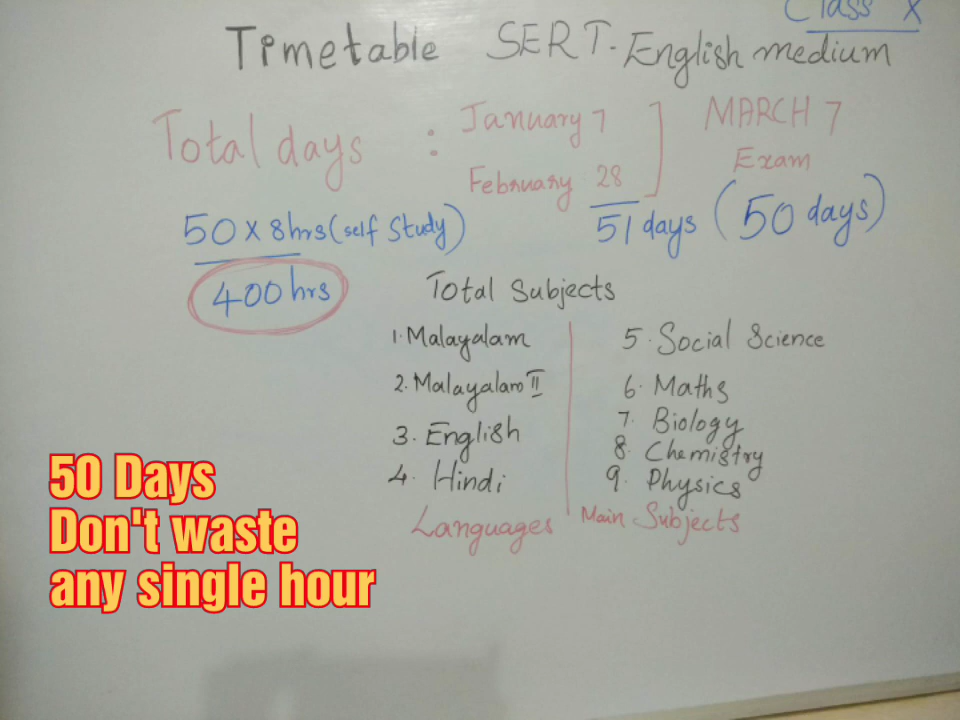 Class X
Timetable SERT - English medium
Total days : January 7 ] MARCH 7
February 28 Exam
50 x 8hrs (self Study) 51 days (50 days)
400 hrs
Total Subjects
1. Malayalam
2. Malayalam II
3. English
4. Hindi
Languages
5. Social Science
6. Maths
7. Biology
8. Chemistry
9. Physics
Main Subjects
50 Days
Don't waste
any single hour